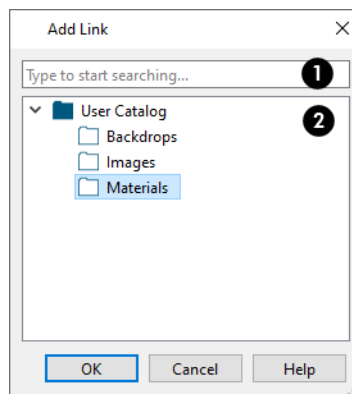 Add Link
Type to start searching...
1
User Catalog
2
Backdrops
Images
Materials
OK Cancel Help